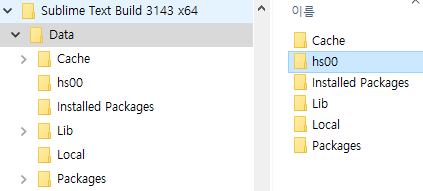 Sublime Text Build 3143 x64
Data
Cache
hs00
Installed Packages
Lib
Local
Packages
이름
Cache
hs00
Installed Packages
Lib
Local
Packages